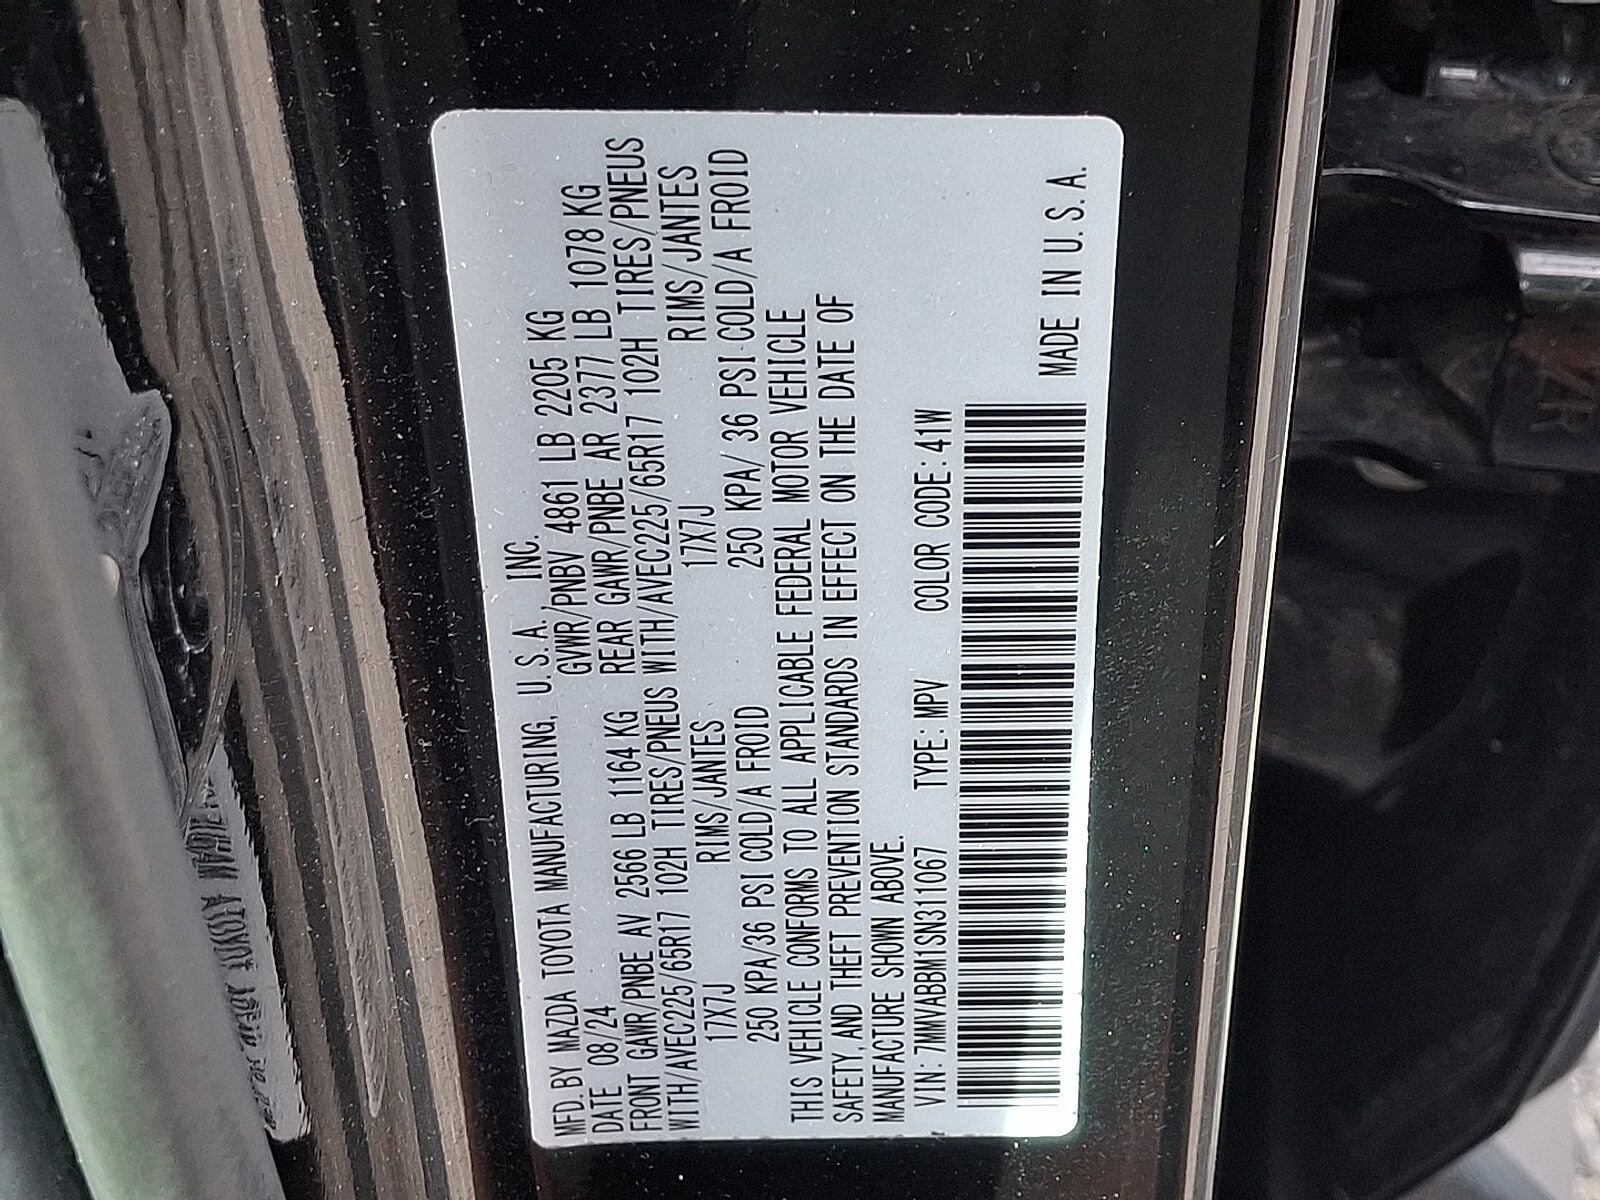 MFD. BY MAZDA TOYOTA MANUFACTURING, U.S.A., INC.
DATE 08/24 GVWR/PNBV 4861 LB 2205 KG
FRONT GAWR/PNBE AV 2566 LB 1164 KG REAR GAWR/PNBE AR 2377 LB 1078 KG
WITH/AVEC225/65R17 102H TIRES/PNEUS WITH/AVEC225/65R17 102H TIRES/PNEUS
17X7J RIMS/JANTES 17X7J RIMS/JANTES
250 KPA/36 PSI COLD/A FROID 250 KPA/ 36 PSI COLD/A FROID
THIS VEHICLE CONFORMS TO ALL APPLICABLE FEDERAL MOTOR VEHICLE
SAFETY,AND THEFT PREVENTION STANDARDS IN EFFECT ON THE DATE OF
MANUFACTURE SHOWN ABOVE.
VIN: 7MMVABBM1SN311067 TYPE: MPV COLOR CODE: 41W
MADE IN U.S.A.